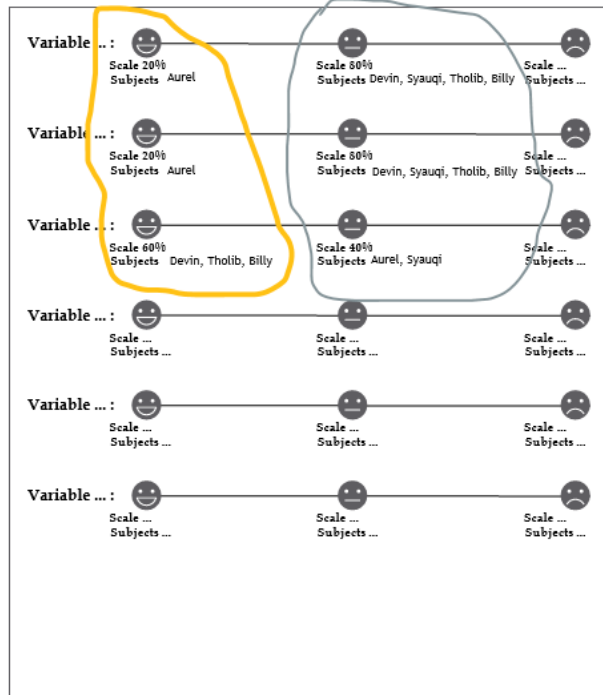 Variable ... :
Scale 20% Scale 80% Scale ...
Subjects Aurel Subjects Devin, Syauqi, Tholib, Billy Subjects ...
Variable ... :
Scale 20% Scale 80% Scale ...
Subjects Aurel Subjects Devin, Syauqi, Tholib, Billy Subjects ...
Variable ... :
Scale 60% Scale 40% Scale ...
Subjects Devin, Tholib, Billy Subjects Aurel, Syauqi Subjects ...
Variable ... :
Scale ... Scale ... Scale ...
Subjects ... Subjects ... Subjects ...
Variable ... :
Scale ... Scale ... Scale ...
Subjects ... Subjects ... Subjects ...
Variable ... :
Scale ... Scale ... Scale ...
Subjects ... Subjects ... Subjects ...